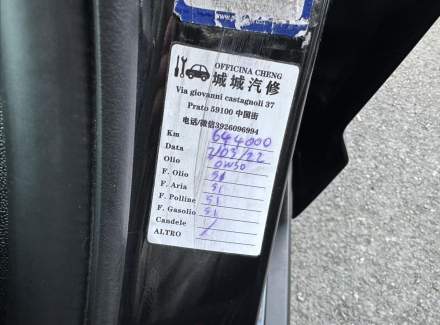 OFFICINA CHENG
城城汽修
Via giovanni castagnoli 37
Prato 59100 中国街
电话/微信3926096994
Km 644000
Data 2/05/22
Olio 0W30
F. Olio SI
F. Aria SI
F. Polline SI
F. Gasolio SI
Candele /
ALTRO /